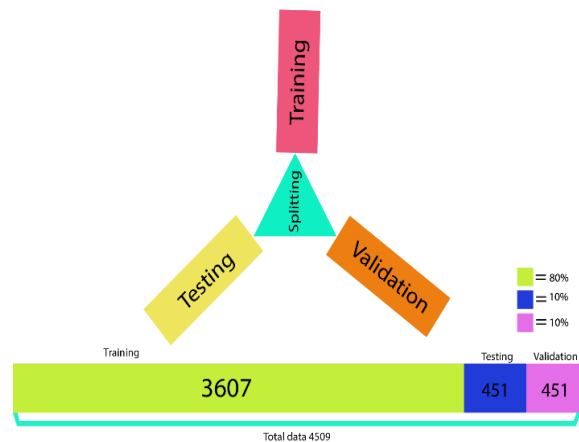 Training
Splitting
Testing
Validation
= 80%
= 10%
= 10%
Training
Testing
Validation
3607
451
451
Total data 4509